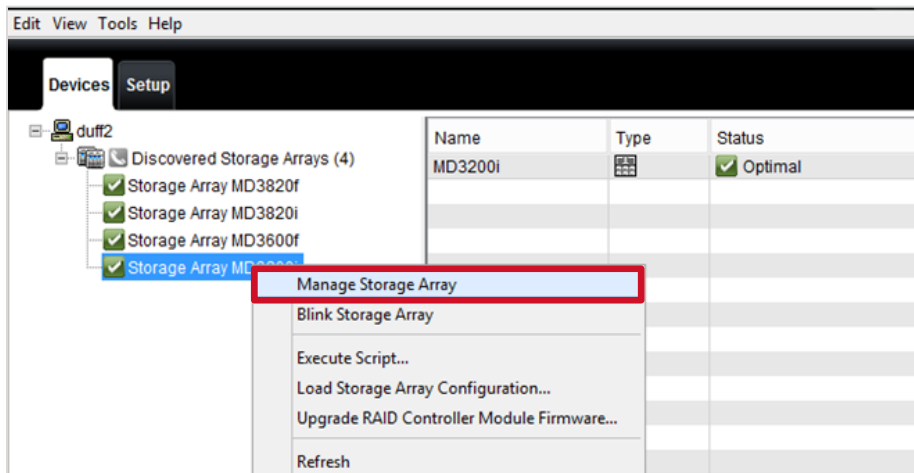 Edit View Tools Help
Devices Setup
duff2
Discovered Storage Arrays (4)
Storage Array MD3820f
Storage Array MD3820i
Storage Array MD3600f
Storage Array
Name Type Status
MD3200i Optimal
Manage Storage Array
Blink Storage Array
Execute Script...
Load Storage Array Configuration...
Upgrade RAID Controller Module Firmware...
Refresh